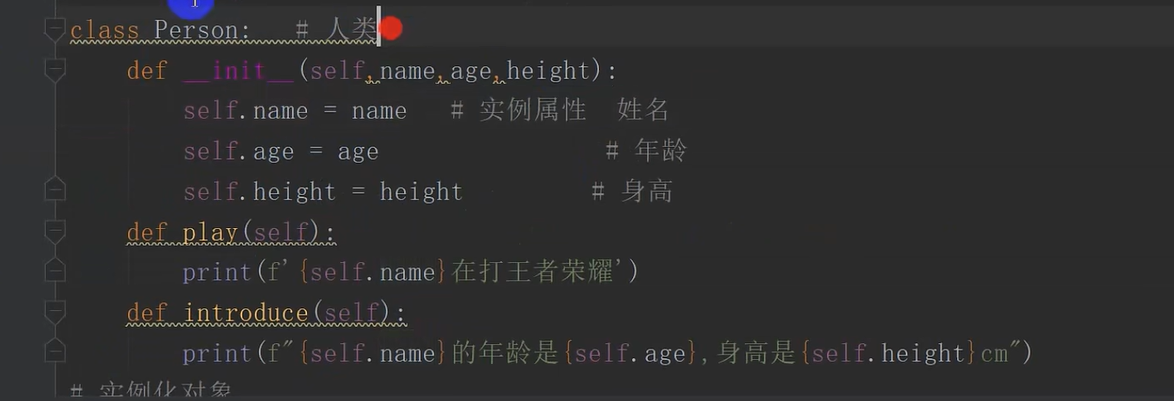 class Person:   # 人类
    def __init__(self,name,age,height):
        self.name = name   # 实例属性  姓名
        self.age = age                # 年龄
        self.height = height         # 身高
    def play(self):
        print(f'{self.name}在打王者荣耀')
    def introduce(self):
        print(f"{self.name}的年龄是{self.age},身高是{self.height}cm")
# 实例化对象